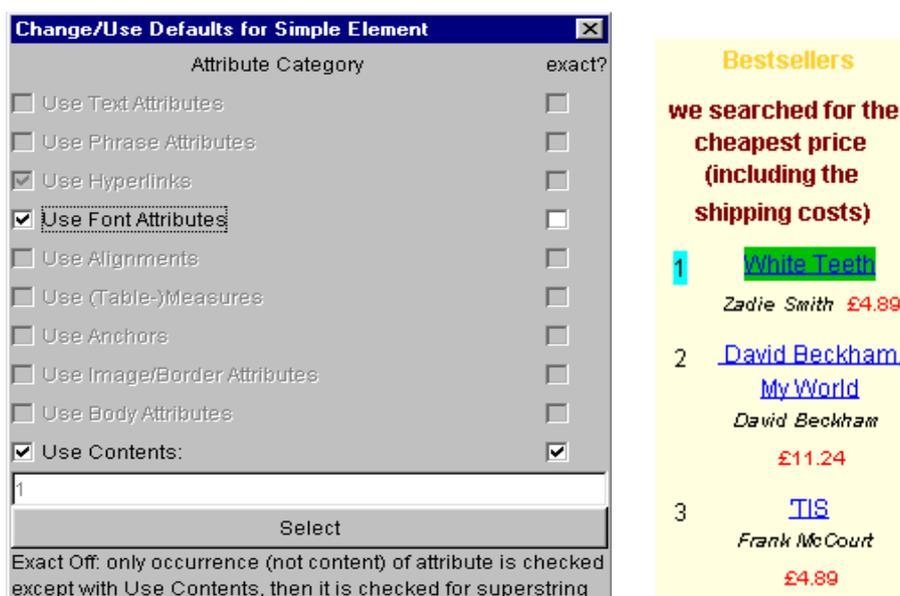 Change/Use Defaults for Simple Element
Attribute Category exact?
Use Text Attributes
Use Phrase Attributes
Use Hyperlinks
Use Font Attributes
Use Alignments
Use (Table-)Measures
Use Anchors
Use Image/Border Attributes
Use Body Attributes
Use Contents:
1
Select
Exact Off: only occurrence (not content) of attribute is checked
except with Use Contents, then it is checked for superstring
Bestsellers
we searched for the
cheapest price
(including the
shipping costs)
1 White Teeth
Zadie Smith £4.89
2 David Beckham
My World
David Beckham
£11.24
3 'TIS
Frank McCourt
£4.89